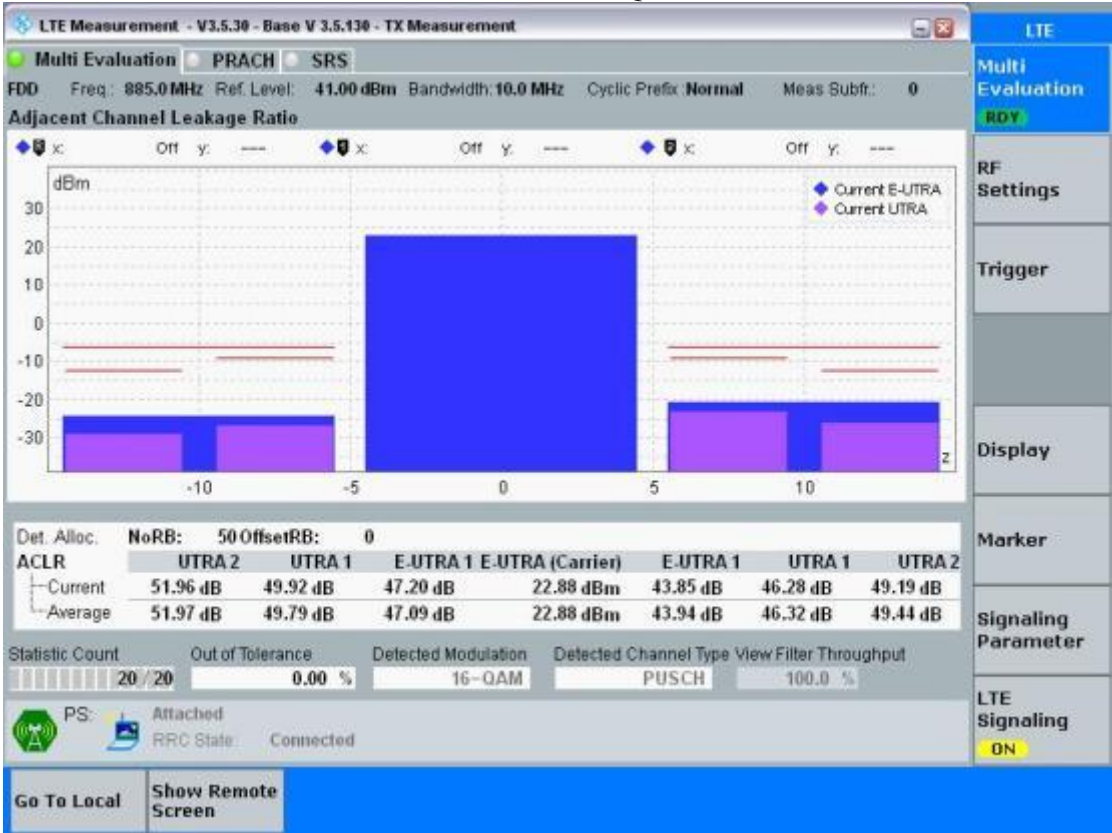 LTE Measurement - V3.5.30 - Base V 3.5.130 - TX Measurement
Multi Evaluation PRACH SRS
FDD Freq.: 885.0 MHz Ref. Level: 41.00 dBm Bandwidth: 10.0 MHz Cyclic Prefix: Normal Meas Subfr.: 0
Adjacent Channel Leakage Ratio
x: Off y: --- x: Off y: --- x: Off y: ---
dBm
Current E-UTRA
Current UTRA
30
20
10
0
-10
-20
-30
z
-10 -5 0 5 10
Det. Alloc. NoRB: 50 OffsetRB: 0
ACLR UTRA 2 UTRA 1 E-UTRA 1 E-UTRA (Carrier) E-UTRA 1 UTRA 1 UTRA 2
Current 51.96 dB 49.92 dB 47.20 dB 22.88 dBm 43.85 dB 46.28 dB 49.19 dB
Average 51.97 dB 49.79 dB 47.09 dB 22.88 dBm 43.94 dB 46.32 dB 49.44 dB
Statistic Count Out of Tolerance Detected Modulation Detected Channel Type View Filter Throughput
20 / 20 0.00 % 16-QAM PUSCH 100.0 %
PS: Attached
RRC State: Connected
Go To Local
Show Remote
Screen
LTE
Multi
Evaluation
RDY
RF
Settings
Trigger
Display
Marker
Signaling
Parameter
LTE
Signaling
ON